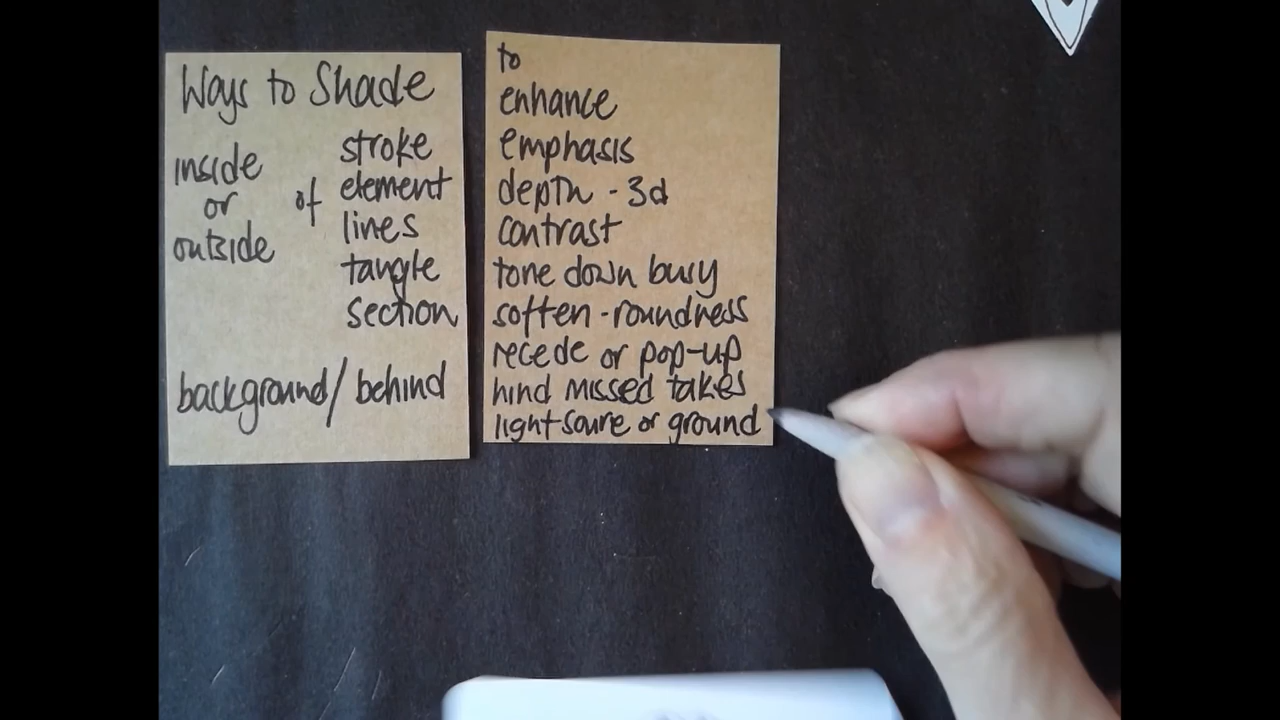 Ways to Shade
inside
or
outside
of
stroke
element
lines
tangle
section
background/behind
to
enhance
emphasis
depth - 3d
contrast
tone down busy
soften - roundness
recede or pop-up
hind missed takes
light soure or ground